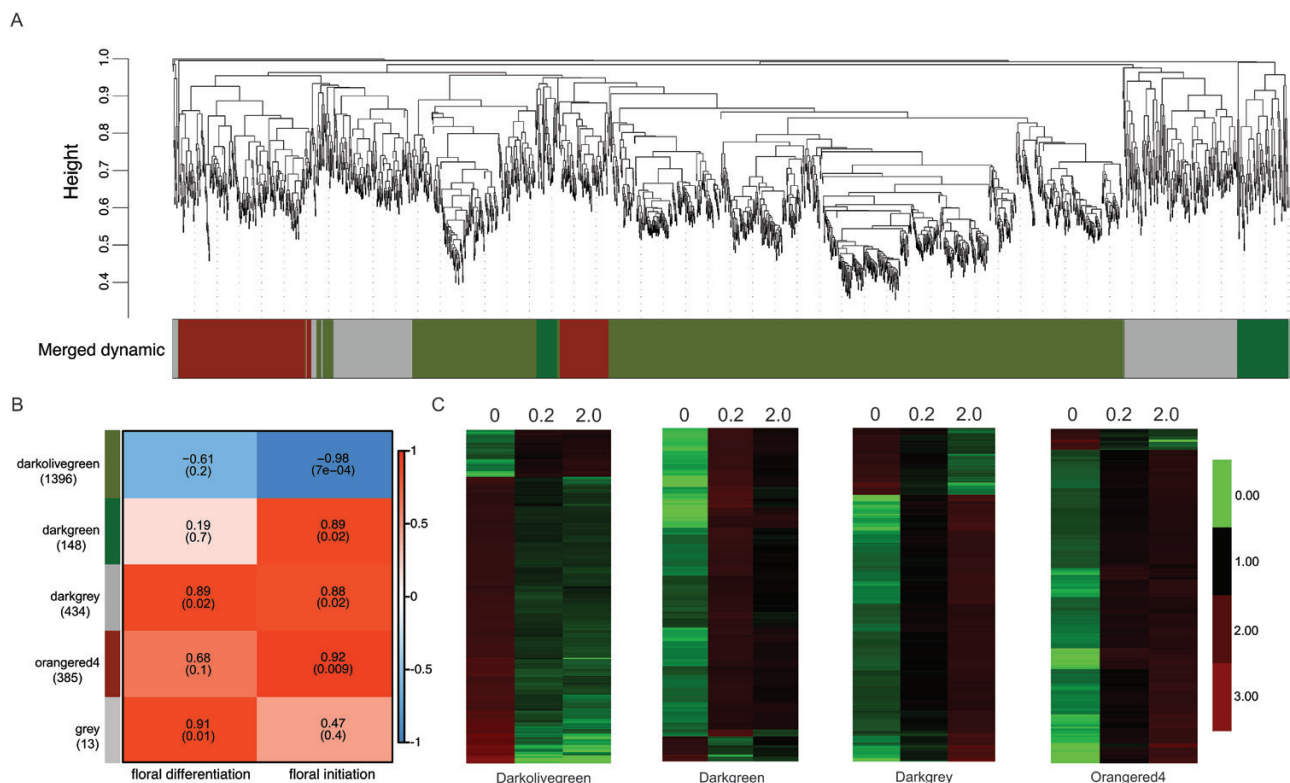 A
Height
1.0
0.9
0.8
0.7
0.6
0.5
0.4
Merged dynamic
B
darkolivegreen
(1396)
−0.61
(0.2)
−0.98
(7e−04)
darkgreen
(148)
0.19
(0.7)
0.89
(0.02)
darkgrey
(434)
0.89
(0.02)
0.88
(0.02)
orangered4
(385)
0.68
(0.1)
0.92
(0.009)
grey
(13)
0.91
(0.01)
0.47
(0.4)
floral differentiation
floral initiation
1
0.5
0
−0.5
−1
C
0 0.2 2.0
Darkolivegreen
0 0.2 2.0
Darkgreen
0 0.2 2.0
Darkgrey
0 0.2 2.0
Orangered4
0.00
1.00
2.00
3.00